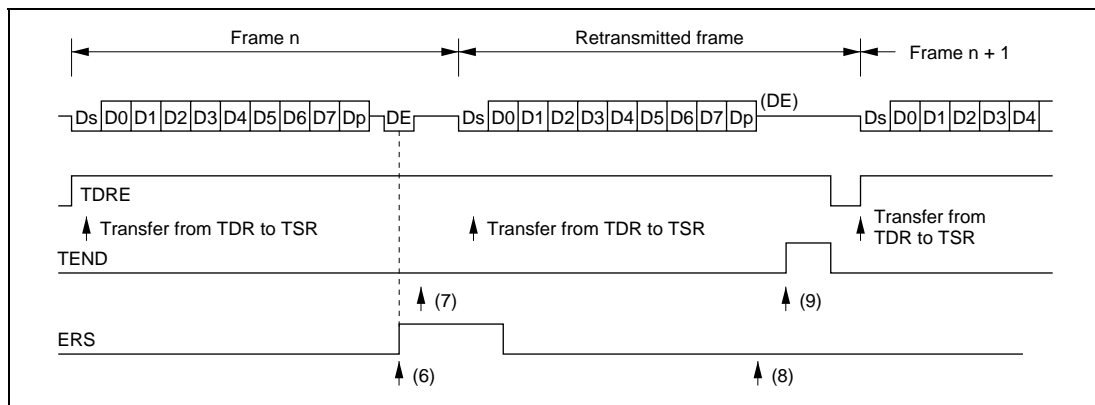 Frame n Retransmitted frame Frame n + 1
(DE)
Ds D0 D1 D2 D3 D4 D5 D6 D7 Dp DE Ds D0 D1 D2 D3 D4 D5 D6 D7 Dp Ds D0 D1 D2 D3 D4
TDRE
Transfer from TDR to TSR Transfer from TDR to TSR Transfer from
TDR to TSR
TEND
(7) (9)
ERS
(6) (8)